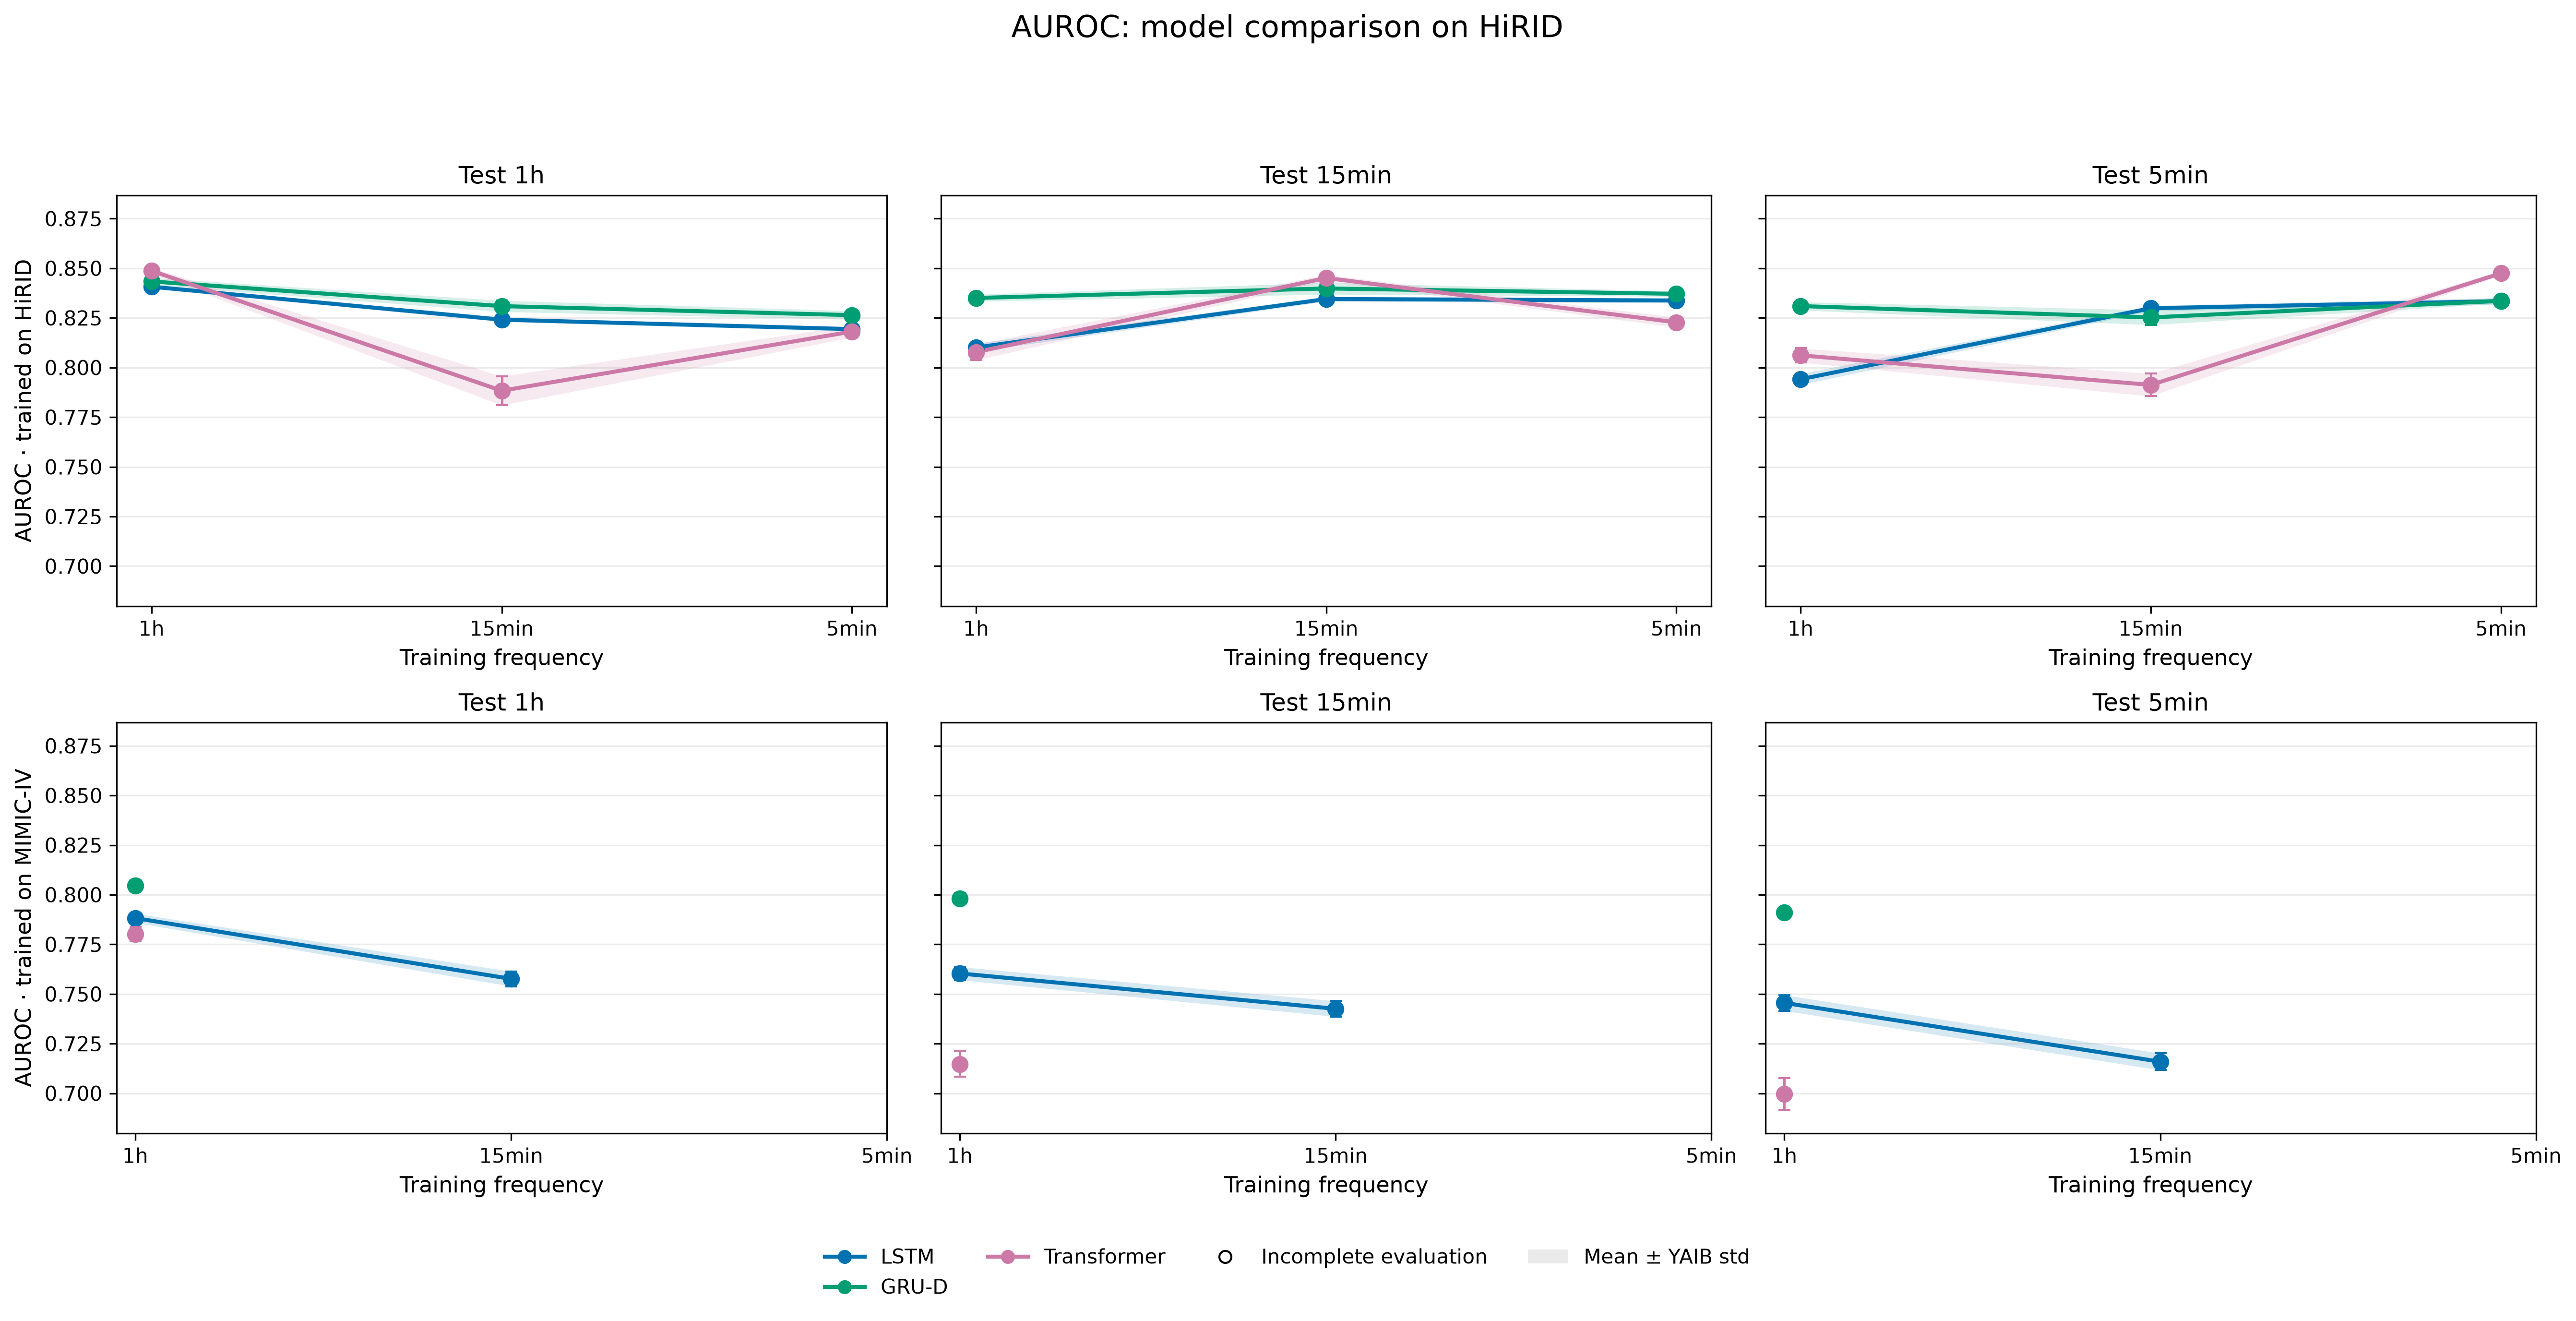 AUROC: model comparison on HiRID
Test 1h
Test 15min
Test 5min
AUROC · trained on HiRID
0.875
0.850
0.825
0.800
0.775
0.750
0.725
0.700
1h
15min
5min
1h
15min
5min
1h
15min
5min
Training frequency
Training frequency
Training frequency
Test 1h
Test 15min
Test 5min
AUROC · trained on MIMIC-IV
0.875
0.850
0.825
0.800
0.775
0.750
0.725
0.700
1h
15min
5min
1h
15min
5min
1h
15min
5min
Training frequency
Training frequency
Training frequency
LSTM
GRU-D
Transformer
Incomplete evaluation
Mean ± YAIB std